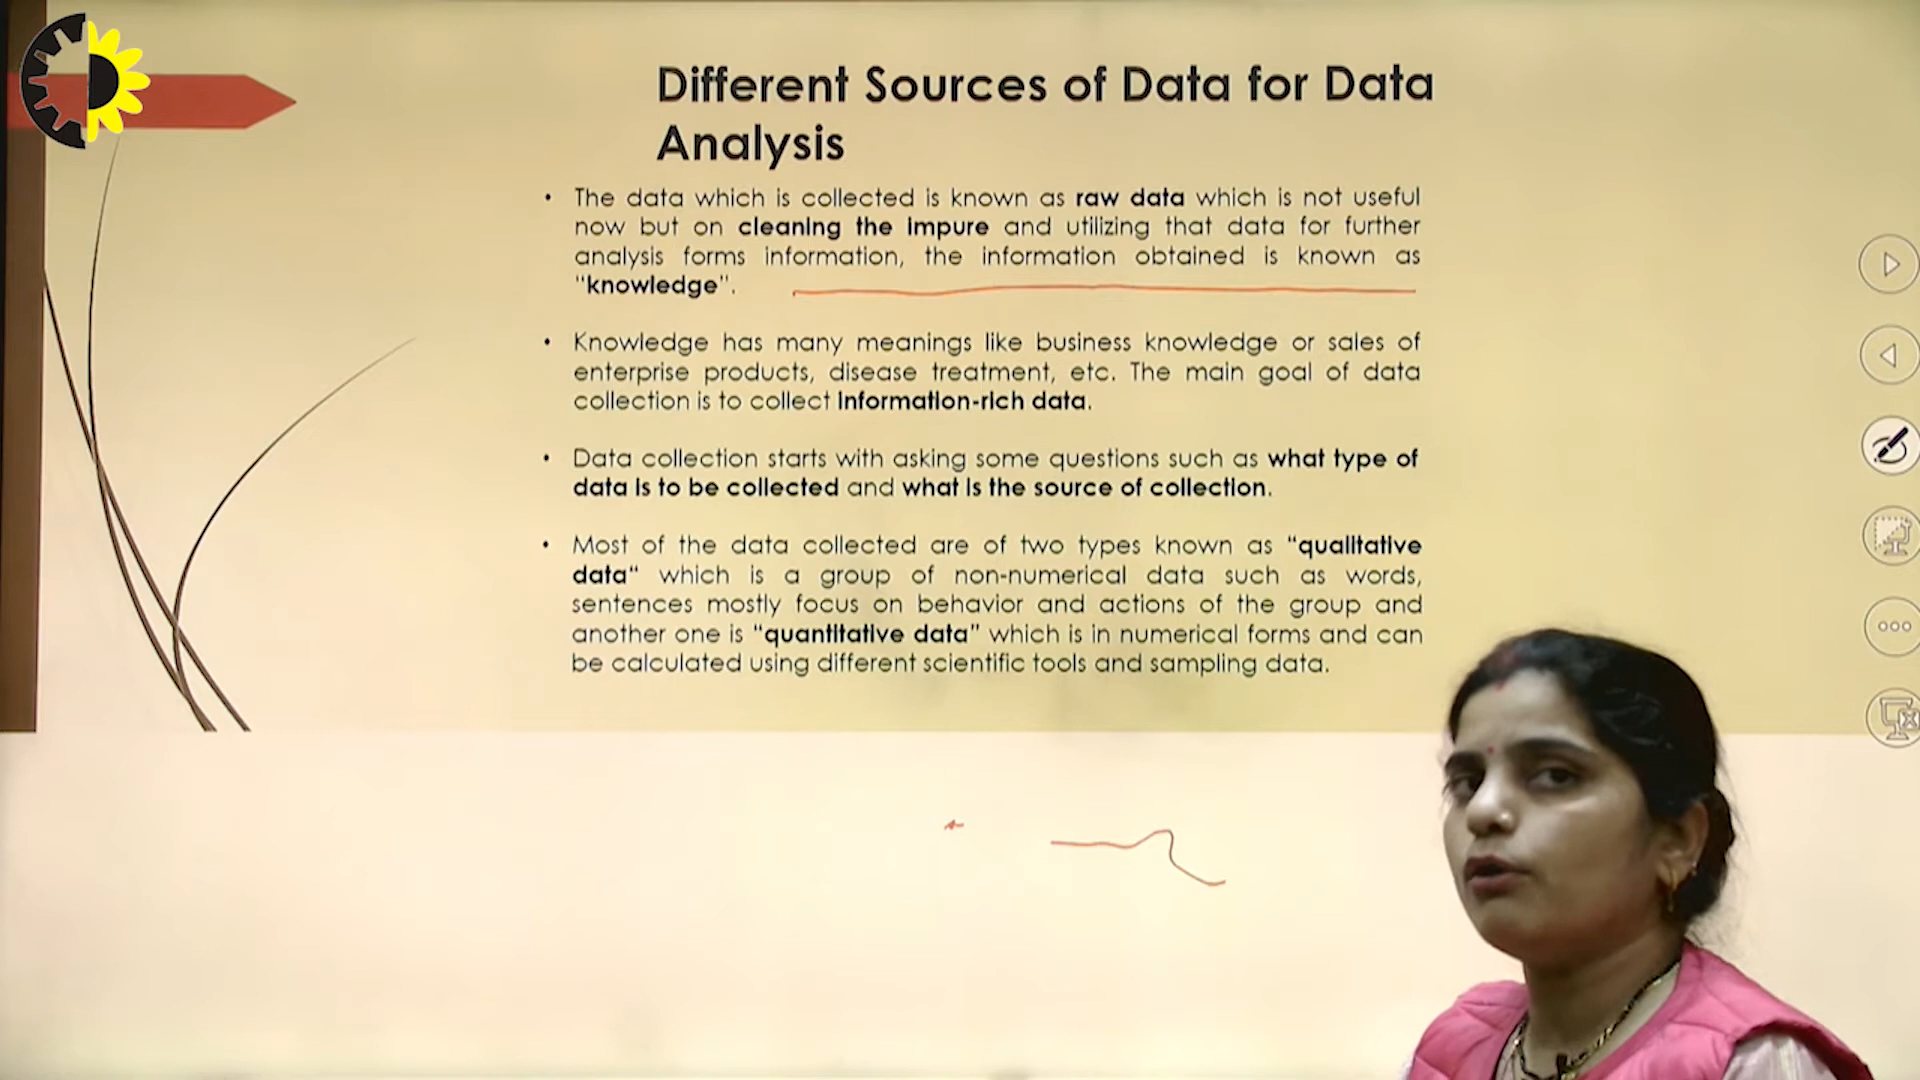 Different Sources of Data for Data
Analysis
• The data which is collected is known as raw data which is not useful
now but on cleaning the impure and utilizing that data for further
analysis forms information, the information obtained is known as
"knowledge".
• Knowledge has many meanings like business knowledge or sales of
enterprise products, disease treatment, etc. The main goal of data
collection is to collect information-rich data.
• Data collection starts with asking some questions such as what type of
data is to be collected and what is the source of collection.
• Most of the data collected are of two types known as “qualitative
data“ which is a group of non-numerical data such as words,
sentences mostly focus on behavior and actions of the group and
another one is “quantitative data” which is in numerical forms and can
be calculated using different scientific tools and sampling data.